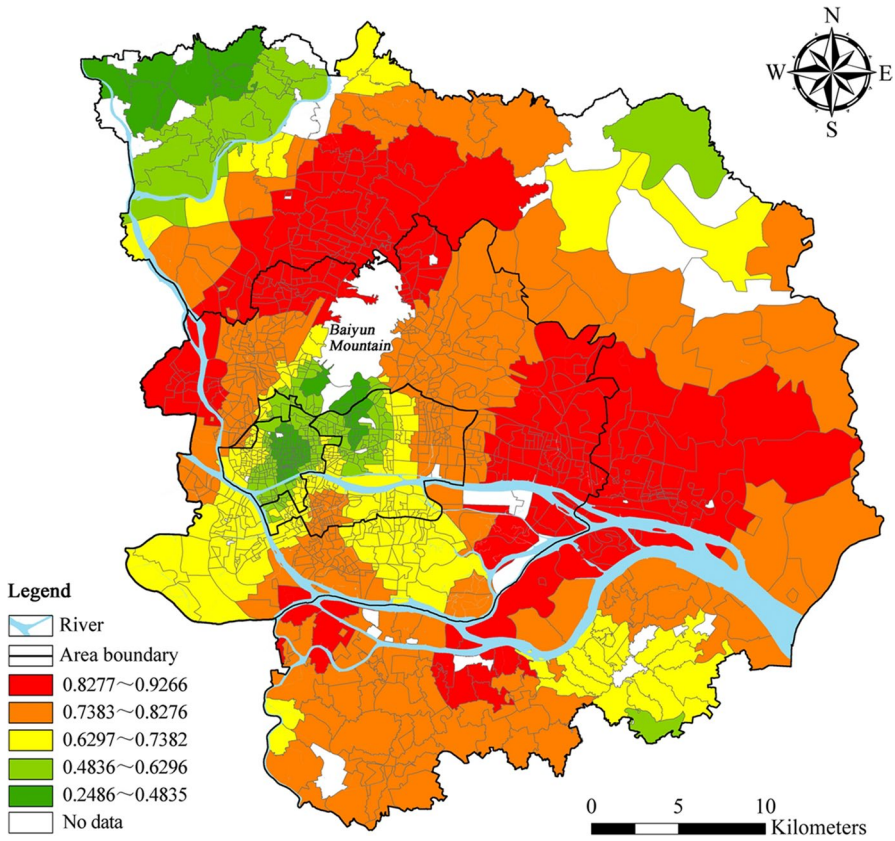 N
W E
S
Baiyun
Mountain
Legend
River
Area boundary
0.8277～0.9266
0.7383～0.8276
0.6297～0.7382
0.4836～0.6296
0.2486～0.4835
No data
0 5 10
Kilometers